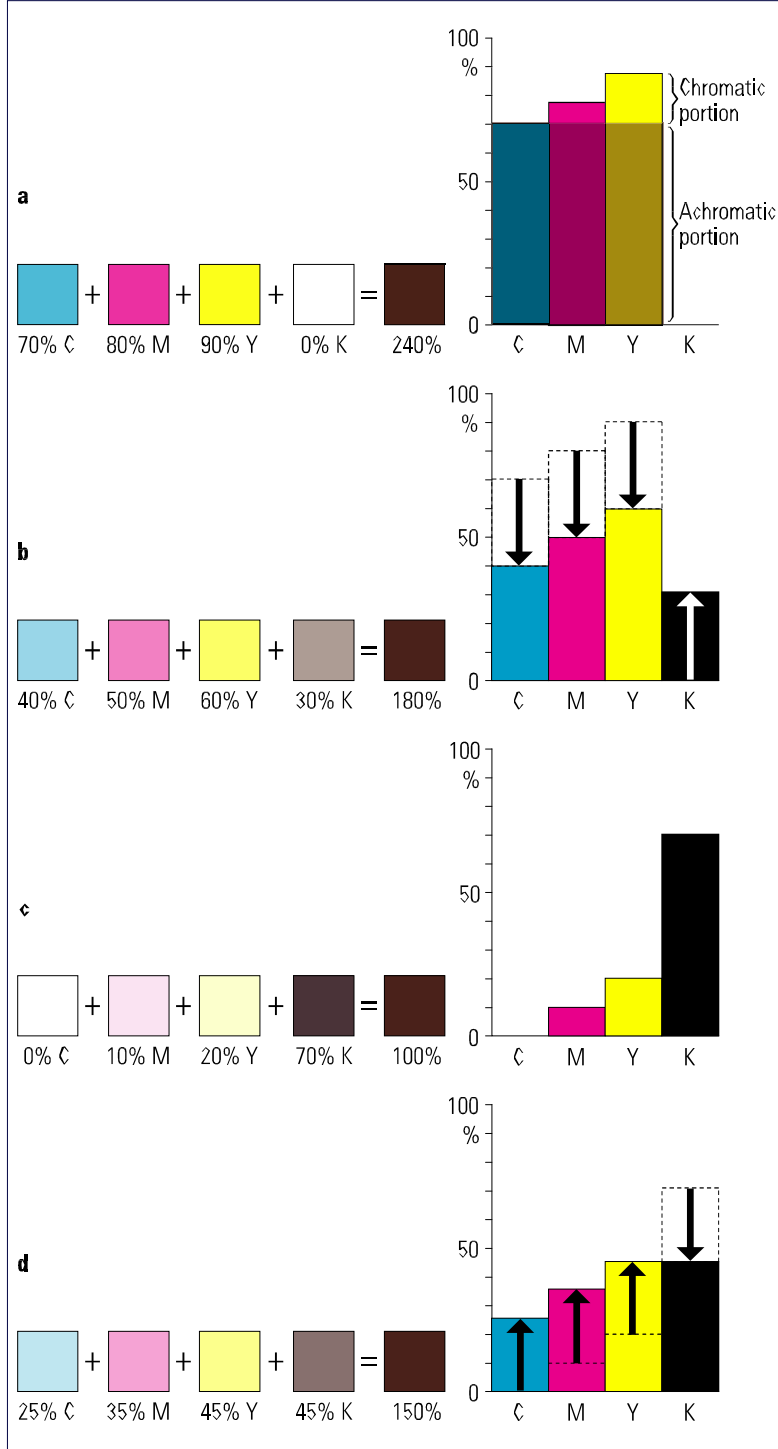 100
%
Chromatic
portion
50
Achromatic
portion
a
+ + + =
0
70% C 80% M 90% Y 0% K 240%
C M Y K
100
%
50
b
+ + + =
0
40% C 50% M 60% Y 30% K 180%
C M Y K
100
%
50
c
+ + + =
0
0% C 10% M 20% Y 70% K 100%
C M Y K
100
%
50
d
+ + + =
0
25% C 35% M 45% Y 45% K 150%
C M Y K